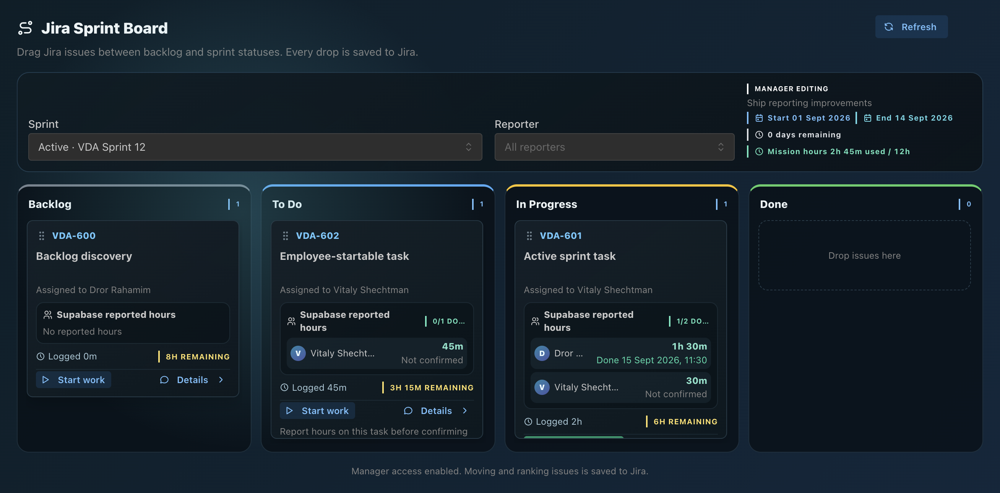 Jira Sprint Board
Refresh
Drag Jira issues between backlog and sprint statuses. Every drop is saved to Jira.
MANAGER EDITING
Ship reporting improvements
Start 01 Sept 2026
End 14 Sept 2026
0 days remaining
Mission hours 2h 45m used / 12h
Sprint
Active · VDA Sprint 12
Reporter
All reporters
Backlog
1
VDA-600
Backlog discovery
Assigned to Dror Rahamim
Supabase reported hours
No reported hours
Logged 0m
8H REMAINING
Start work
Details
To Do
1
VDA-602
Employee-startable task
Assigned to Vitaly Shechtman
Supabase reported
hours
0/1 DO...
V
Vitaly Shecht...
45m
Not confirmed
Logged 45m
3H 15M REMAINING
Start work
Details
Report hours on this task before confirming
In Progress
1
VDA-601
Active sprint task
Assigned to Vitaly Shechtman
Supabase reported
hours
1/2 DO...
D
Dror ...
1h 30m
Done 15 Sept 2026, 11:30
V
Vitaly Shecht...
30m
Not confirmed
Logged 2h
6H REMAINING
Done
0
Drop issues here
Manager access enabled. Moving and ranking issues is saved to Jira.